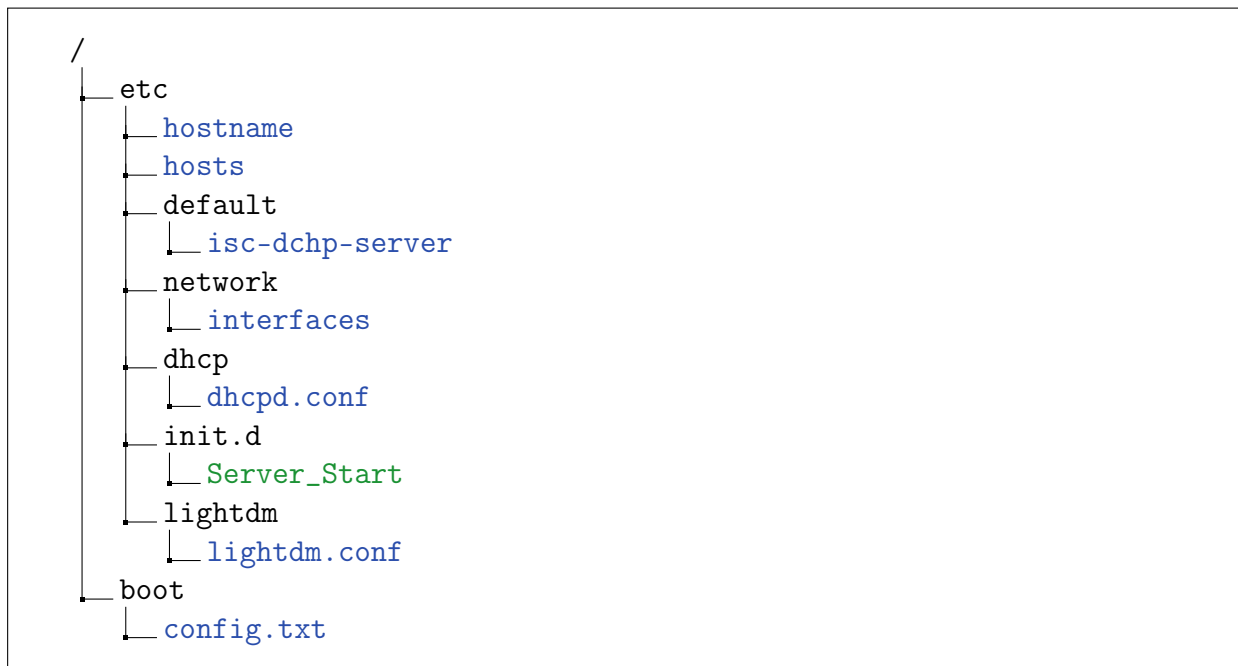 /
etc
hostname
hosts
default
isc-dchp-server
network
interfaces
dhcp
dhcpd.conf
init.d
Server_Start
lightdm
lightdm.conf
boot
config.txt